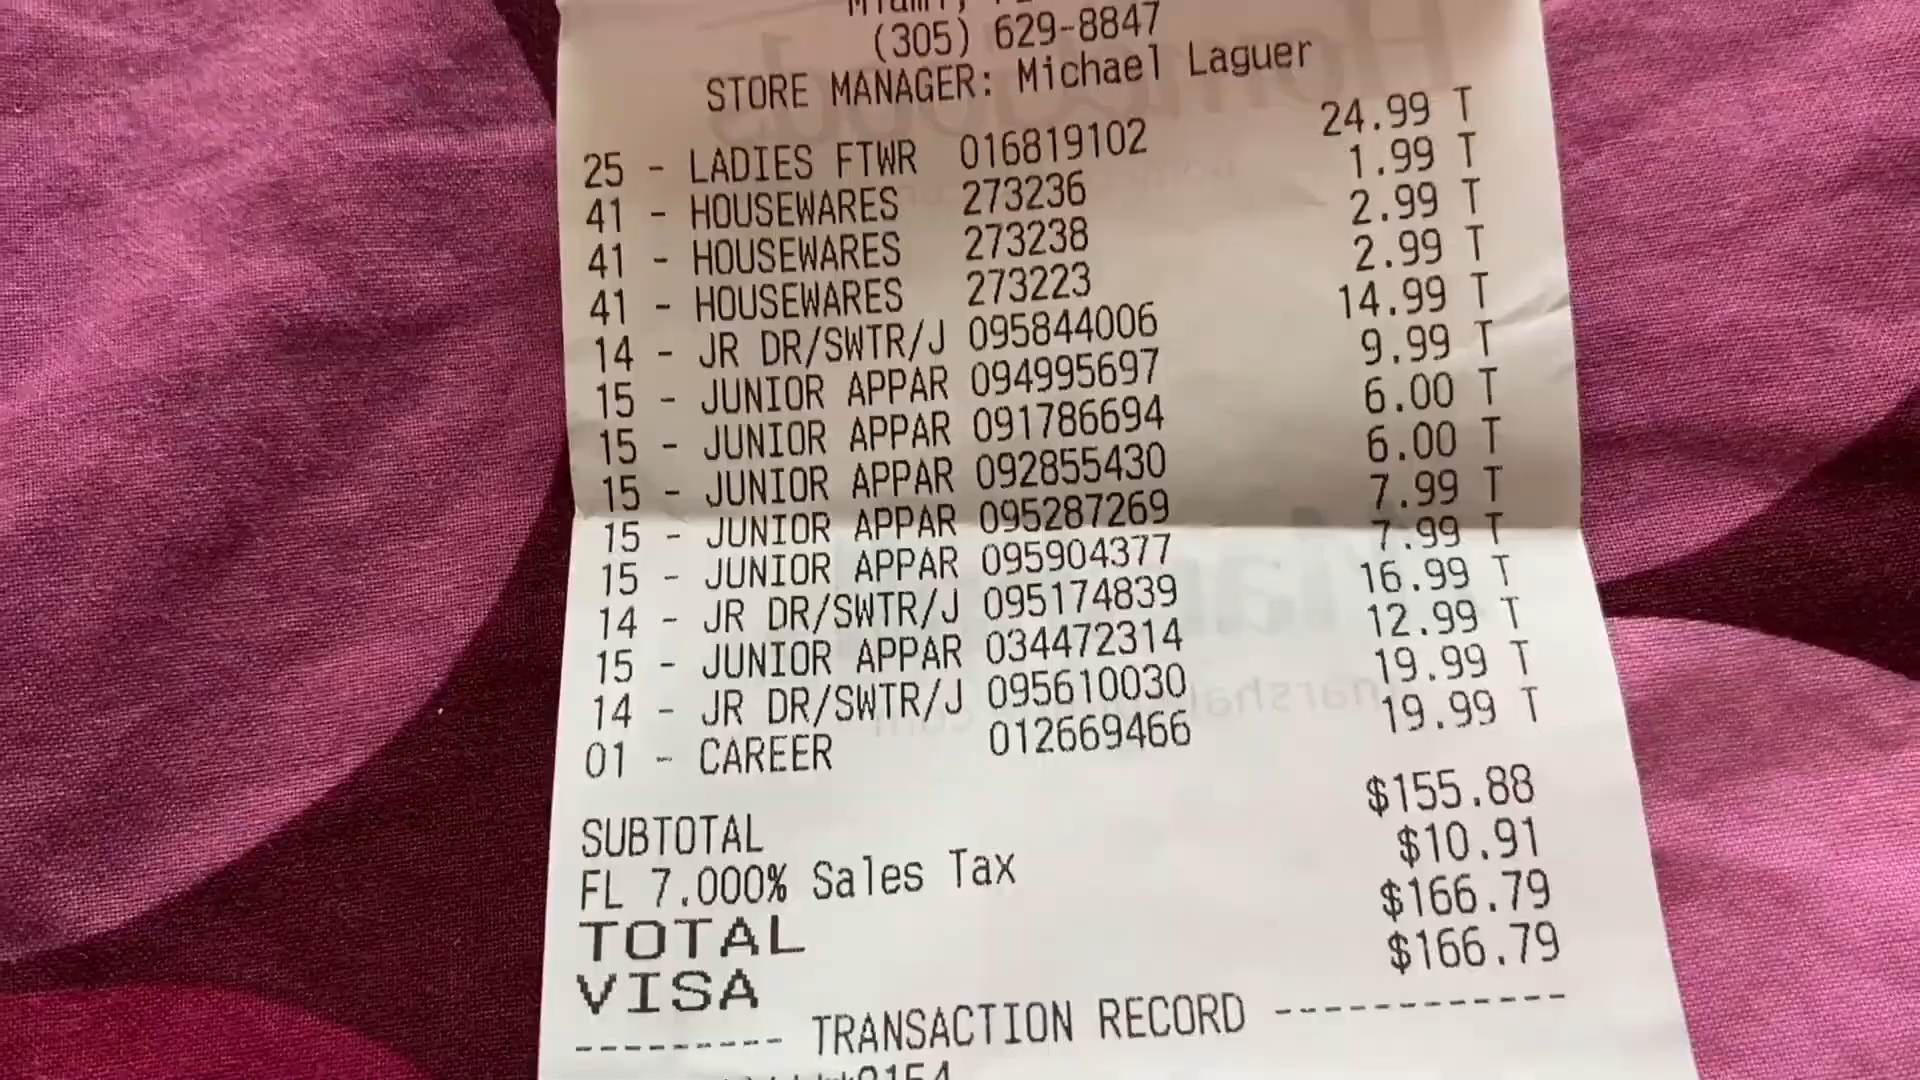 Miami,
(305) 629-8847
STORE MANAGER: Michael Laguer
25 - LADIES FTWR 016819102 24.99 T
41 - HOUSEWARES 273236 1.99 T
41 - HOUSEWARES 273238 2.99 T
41 - HOUSEWARES 273223 2.99 T
14 - JR DR/SWTR/J 095844006 14.99 T
15 - JUNIOR APPAR 094995697 9.99 T
15 - JUNIOR APPAR 091786694 6.00 T
15 - JUNIOR APPAR 092855430 6.00 T
15 - JUNIOR APPAR 095287269 7.99 T
15 - JUNIOR APPAR 095904377 7.99 T
14 - JR DR/SWTR/J 095174839 16.99 T
15 - JUNIOR APPAR 034472314 12.99 T
14 - JR DR/SWTR/J 095610030 19.99 T
01 - CAREER 012669466 19.99 T
SUBTOTAL $155.88
FL 7.000% Sales Tax $10.91
TOTAL $166.79
VISA $166.79
--------- TRANSACTION RECORD ------------